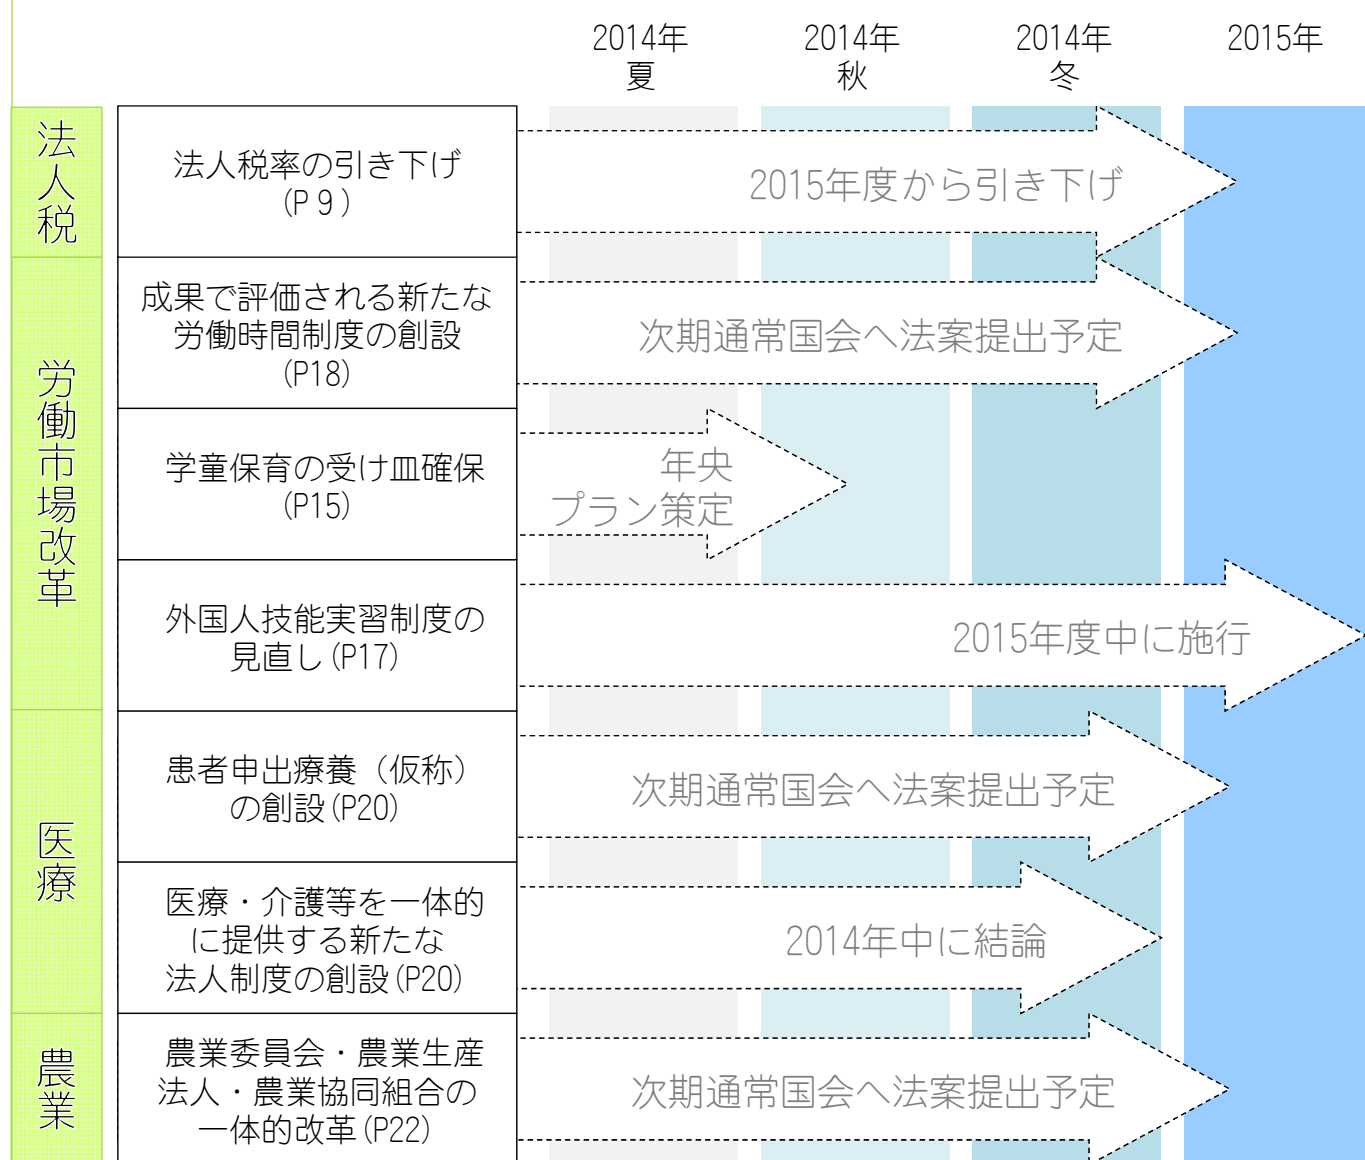 2014年
夏
2014年
秋
2014年
冬
2015年
法人税
法人税率の引き下げ
(P９)
2015年度から引き下げ
労働市場改革
成果で評価される新たな
労働時間制度の創設
(P18)
次期通常国会へ法案提出予定
学童保育の受け皿確保
(P15)
年央
プラン策定
外国人技能実習制度の
見直し(P17)
2015年度中に施行
医療
患者申出療養（仮称）
の創設(P20)
次期通常国会へ法案提出予定
医療・介護等を一体的
に提供する新たな
法人制度の創設(P20)
2014年中に結論
農業
農業委員会・農業生産
法人・農業協同組合の
一体的改革(P22)
次期通常国会へ法案提出予定